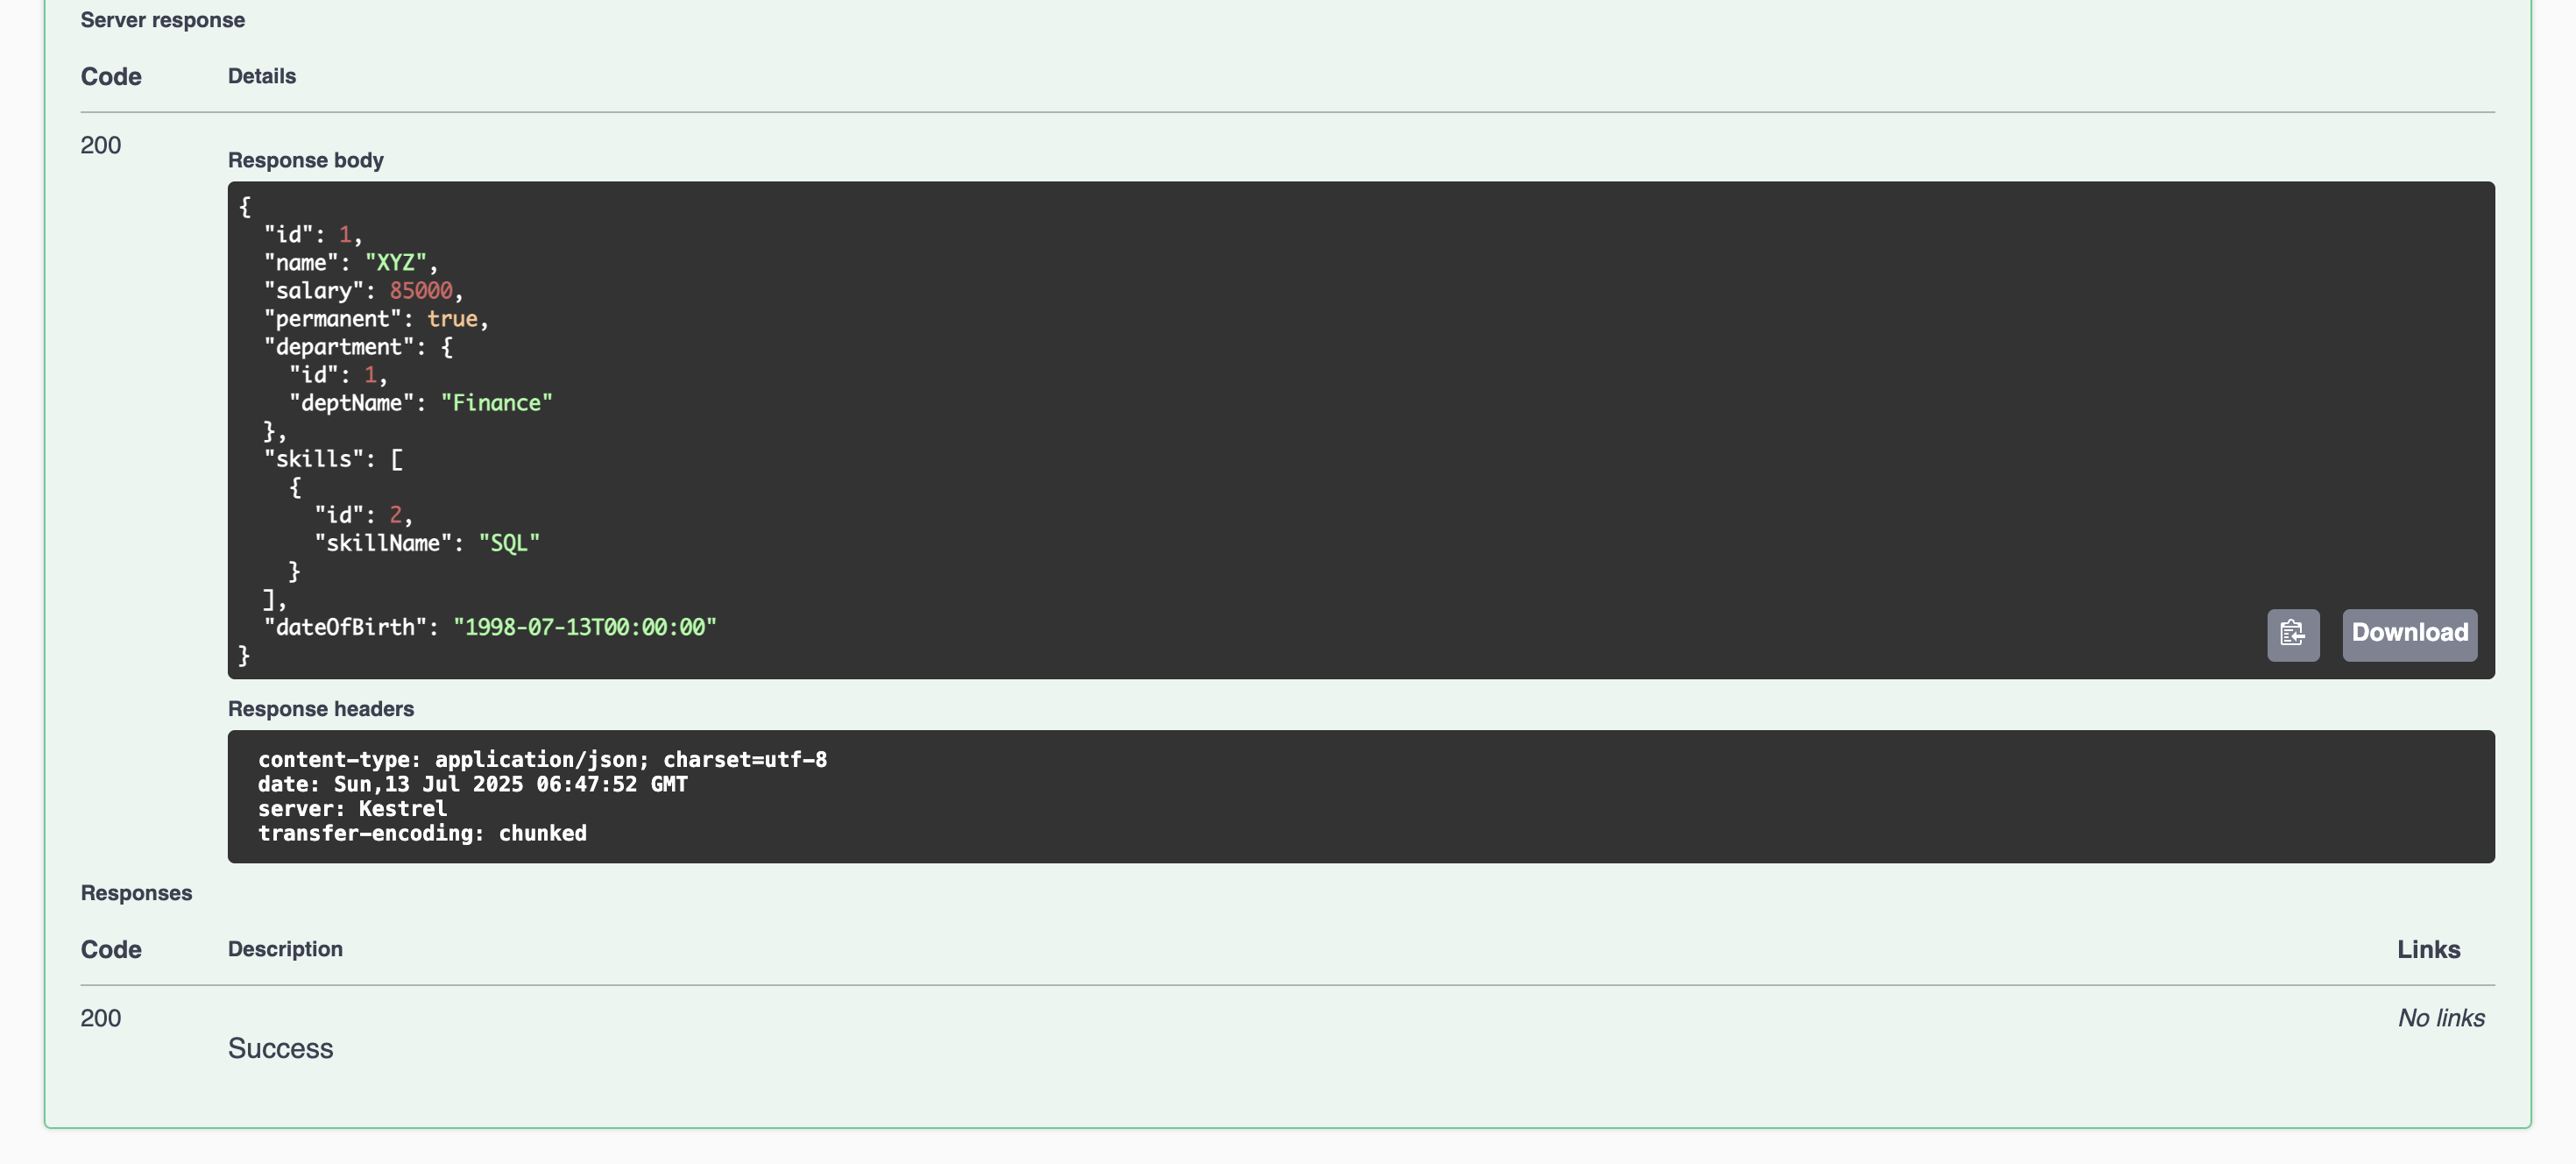 Server response
Code Details
200
Response body
{
  "id": 1,
  "name": "XYZ",
  "salary": 85000,
  "permanent": true,
  "department": {
    "id": 1,
    "deptName": "Finance"
  },
  "skills": [
    {
      "id": 2,
      "skillName": "SQL"
    }
  ],
  "dateOfBirth": "1998-07-13T00:00:00"
}
Download
Response headers
content-type: application/json; charset=utf-8
date: Sun,13 Jul 2025 06:47:52 GMT
server: Kestrel
transfer-encoding: chunked
Responses
Code Description Links
200 No links
Success